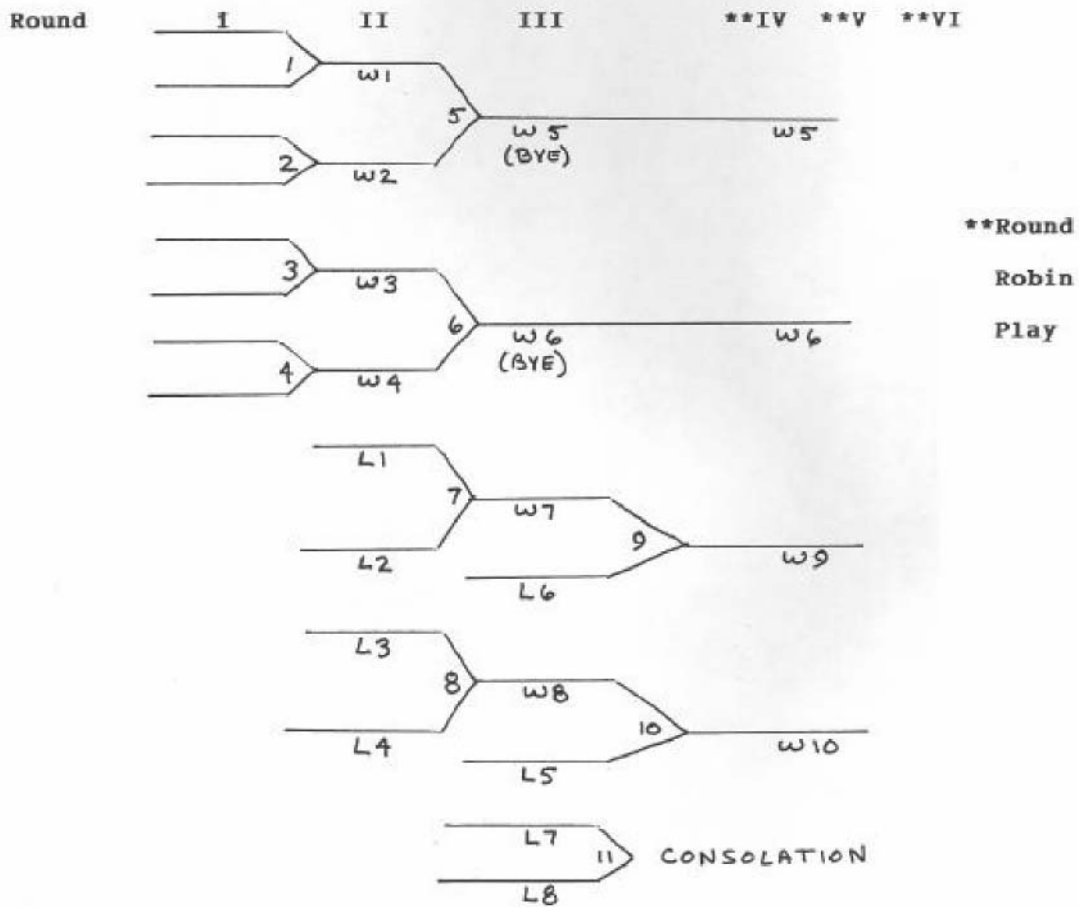 Round I II III **IV **V **VI
1
W1
5
W5
(BYE)
W5
2
W2
**Round
Robin
Play
3
W3
6
W6
(BYE)
W6
4
W4
L1
7
W7
9
W9
L2
L6
L3
8
W8
10
W10
L4
L5
L7
11 CONSOLATION
L8